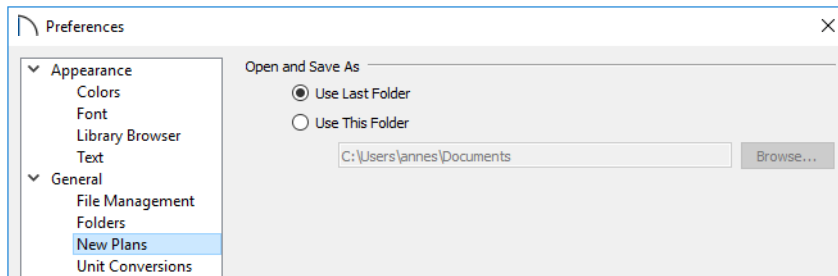 Preferences
Appearance
Colors
Font
Library Browser
Text
General
File Management
Folders
New Plans
Unit Conversions
Open and Save As
Use Last Folder
Use This Folder
C:\Users\annes\Documents
Browse...